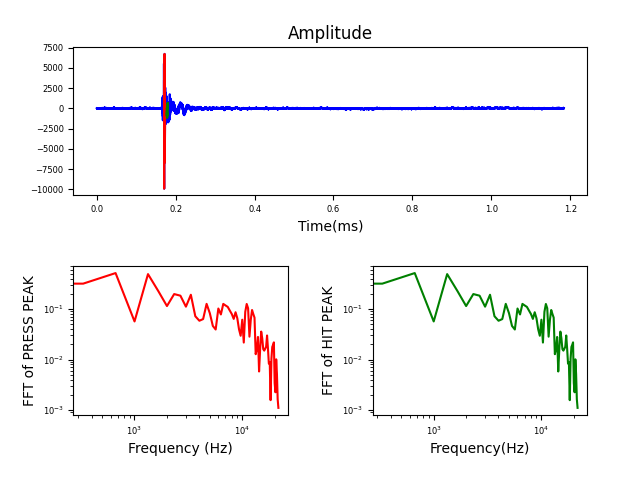 Amplitude
7500
5000
2500
0
−2500
−5000
−7500
−10000
0.0 0.2 0.4 0.6 0.8 1.0 1.2
Time(ms)
FFT of PRESS PEAK
10⁻¹
10⁻²
10⁻³
10³ 10⁴
Frequency (Hz)
FFT of HIT PEAK
10⁻¹
10⁻²
10⁻³
10³ 10⁴
Frequency(Hz)